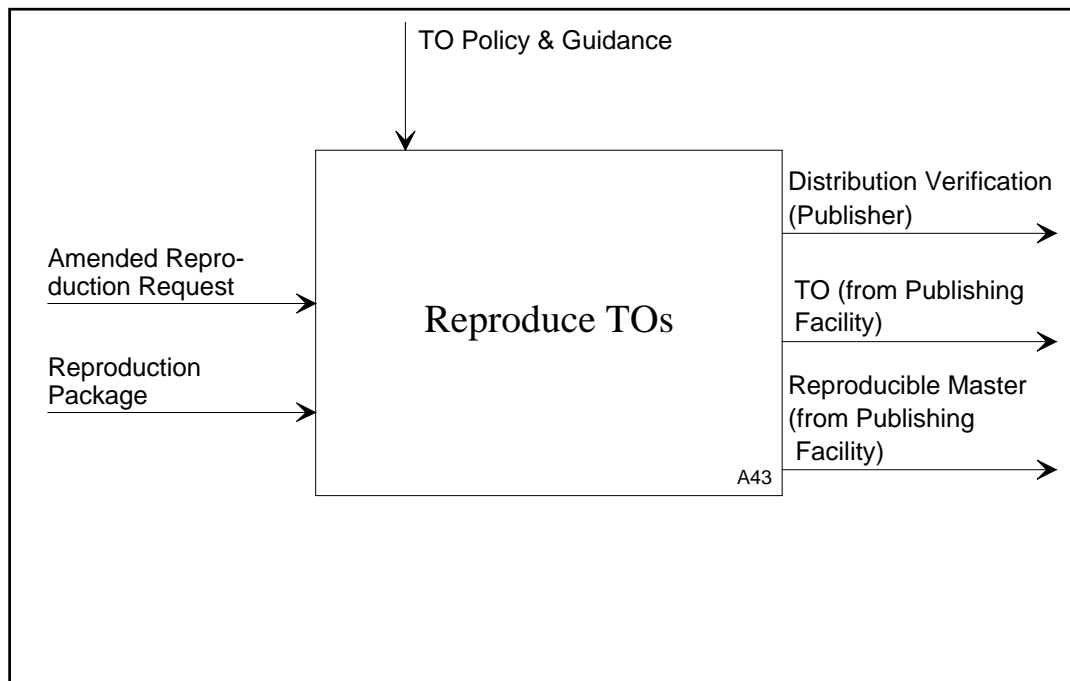 TO Policy & Guidance
Amended Repro-
duction Request
Reproduction
Package
Reproduce TOs
A43
Distribution Verification
(Publisher)
TO (from Publishing
Facility)
Reproducible Master
(from Publishing
Facility)